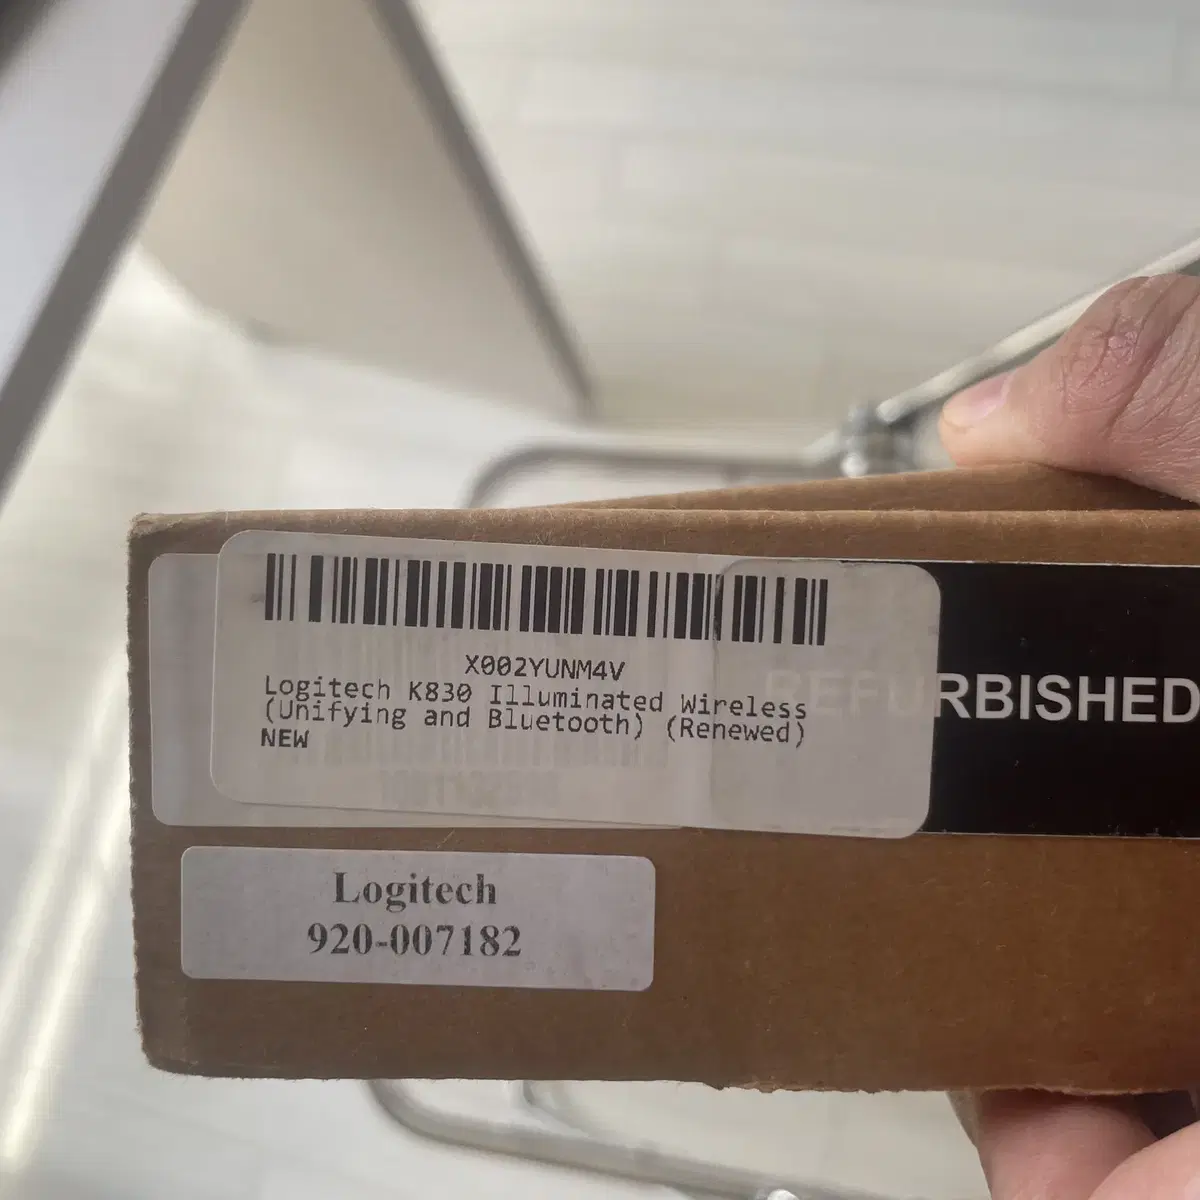 X002YUNM4V
Logitech K830 Illuminated Wireless
(Unifying and Bluetooth) (Renewed)
NEW
REFURBISHED
Logitech
920-007182